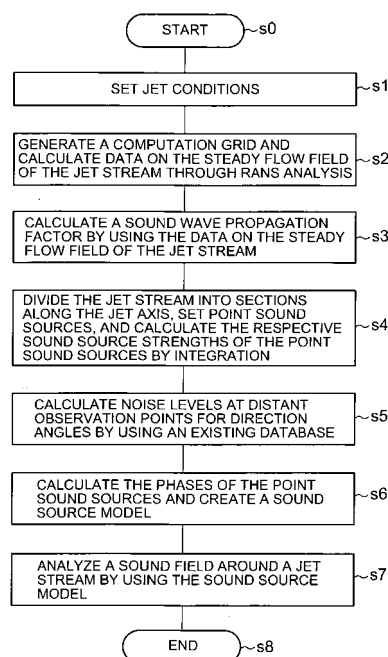 START
s0
SET JET CONDITIONS
s1
GENERATE A COMPUTATION GRID AND
CALCULATE DATA ON THE STEADY FLOW FIELD
OF THE JET STREAM THROUGH RANS ANALYSIS
s2
CALCULATE A SOUND WAVE PROPAGATION
FACTOR BY USING THE DATA ON THE STEADY
FLOW FIELD OF THE JET STREAM
s3
DIVIDE THE JET STREAM INTO SECTIONS
ALONG THE JET AXIS, SET POINT SOUND
SOURCES, AND CALCULATE THE RESPECTIVE
SOUND SOURCE STRENGTHS OF THE POINT
SOUND SOURCES BY INTEGRATION
s4
CALCULATE NOISE LEVELS AT DISTANT
OBSERVATION POINTS FOR DIRECTION
ANGLES BY USING AN EXISTING DATABASE
s5
CALCULATE THE PHASES OF THE POINT
SOUND SOURCES AND CREATE A SOUND
SOURCE MODEL
s6
ANALYZE A SOUND FIELD AROUND A JET
STREAM BY USING THE SOUND SOURCE
MODEL
s7
END
s8